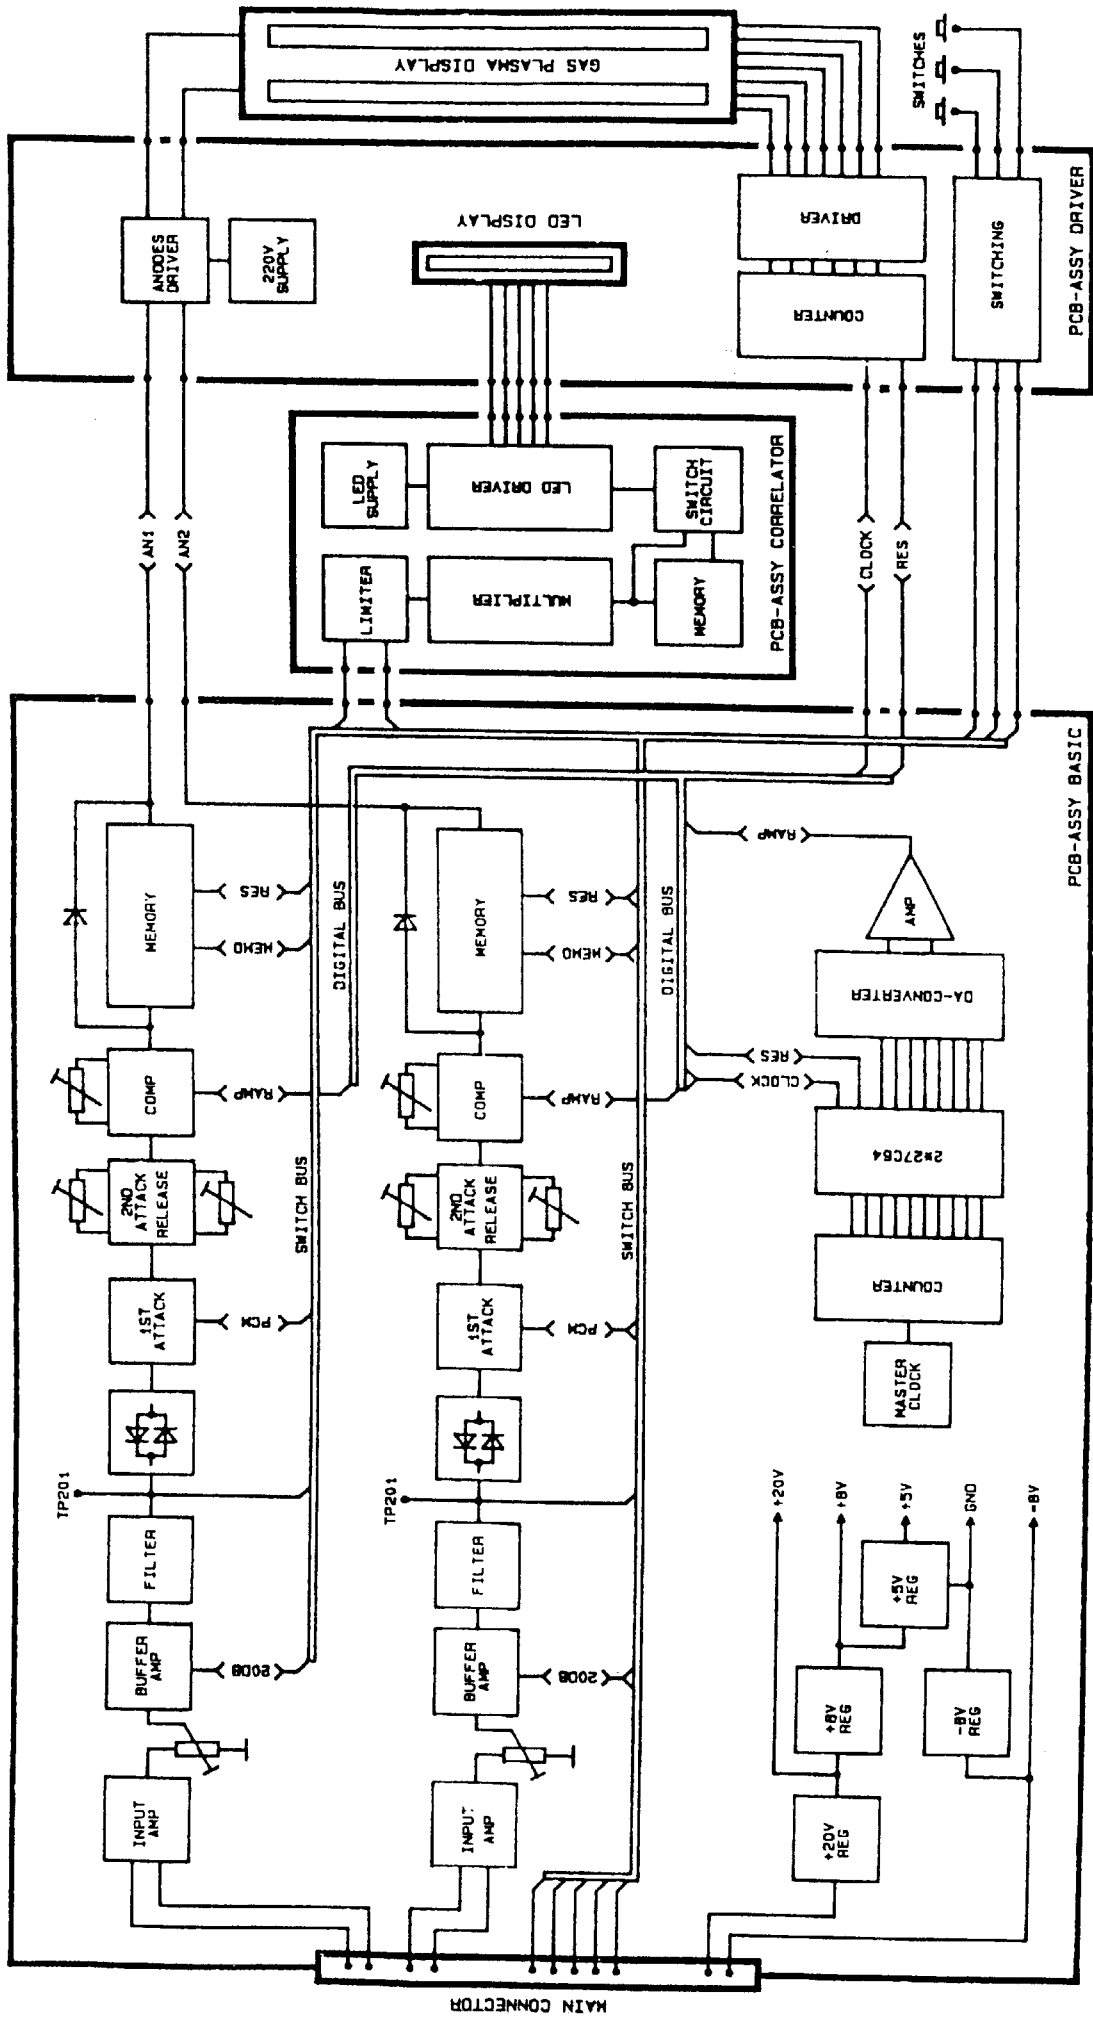 MAIN CONNECTOR
INPUT
AMP
BUFFER
AMP
20DB
FILTER
TP201
1ST
ATTACK
PCM
2ND
ATTACK
RELEASE
COMP
RAMP
MEMORY
MEMO
RES
SWITCH BUS
DIGITAL BUS
AN1
AN2
INPUT
AMP
BUFFER
AMP
20DB
FILTER
TP201
1ST
ATTACK
PCM
2ND
ATTACK
RELEASE
COMP
RAMP
MEMORY
MEMO
RES
SWITCH BUS
DIGITAL BUS
+20V
REG
+8V
REG
+5V
REG
-8V
REG
+20V
+8V
+5V
GND
-8V
MASTER
CLOCK
COUNTER
2*27C64
CLOCK
RES
DA-CONVERTER
AMP
RAMP
PCB-ASSY BASIC
LIMITER
LED
SUPPLY
MULTIPLIER
LED DRIVER
MEMORY
SWITCH
CIRCUIT
PCB-ASSY CORRELATOR
CLOCK
RES
ANODES
DRIVER
220V
SUPPLY
LED DISPLAY
COUNTER
DRIVER
SWITCHING
PCB-ASSY DRIVER
GAS PLASMA DISPLAY
SWITCHES